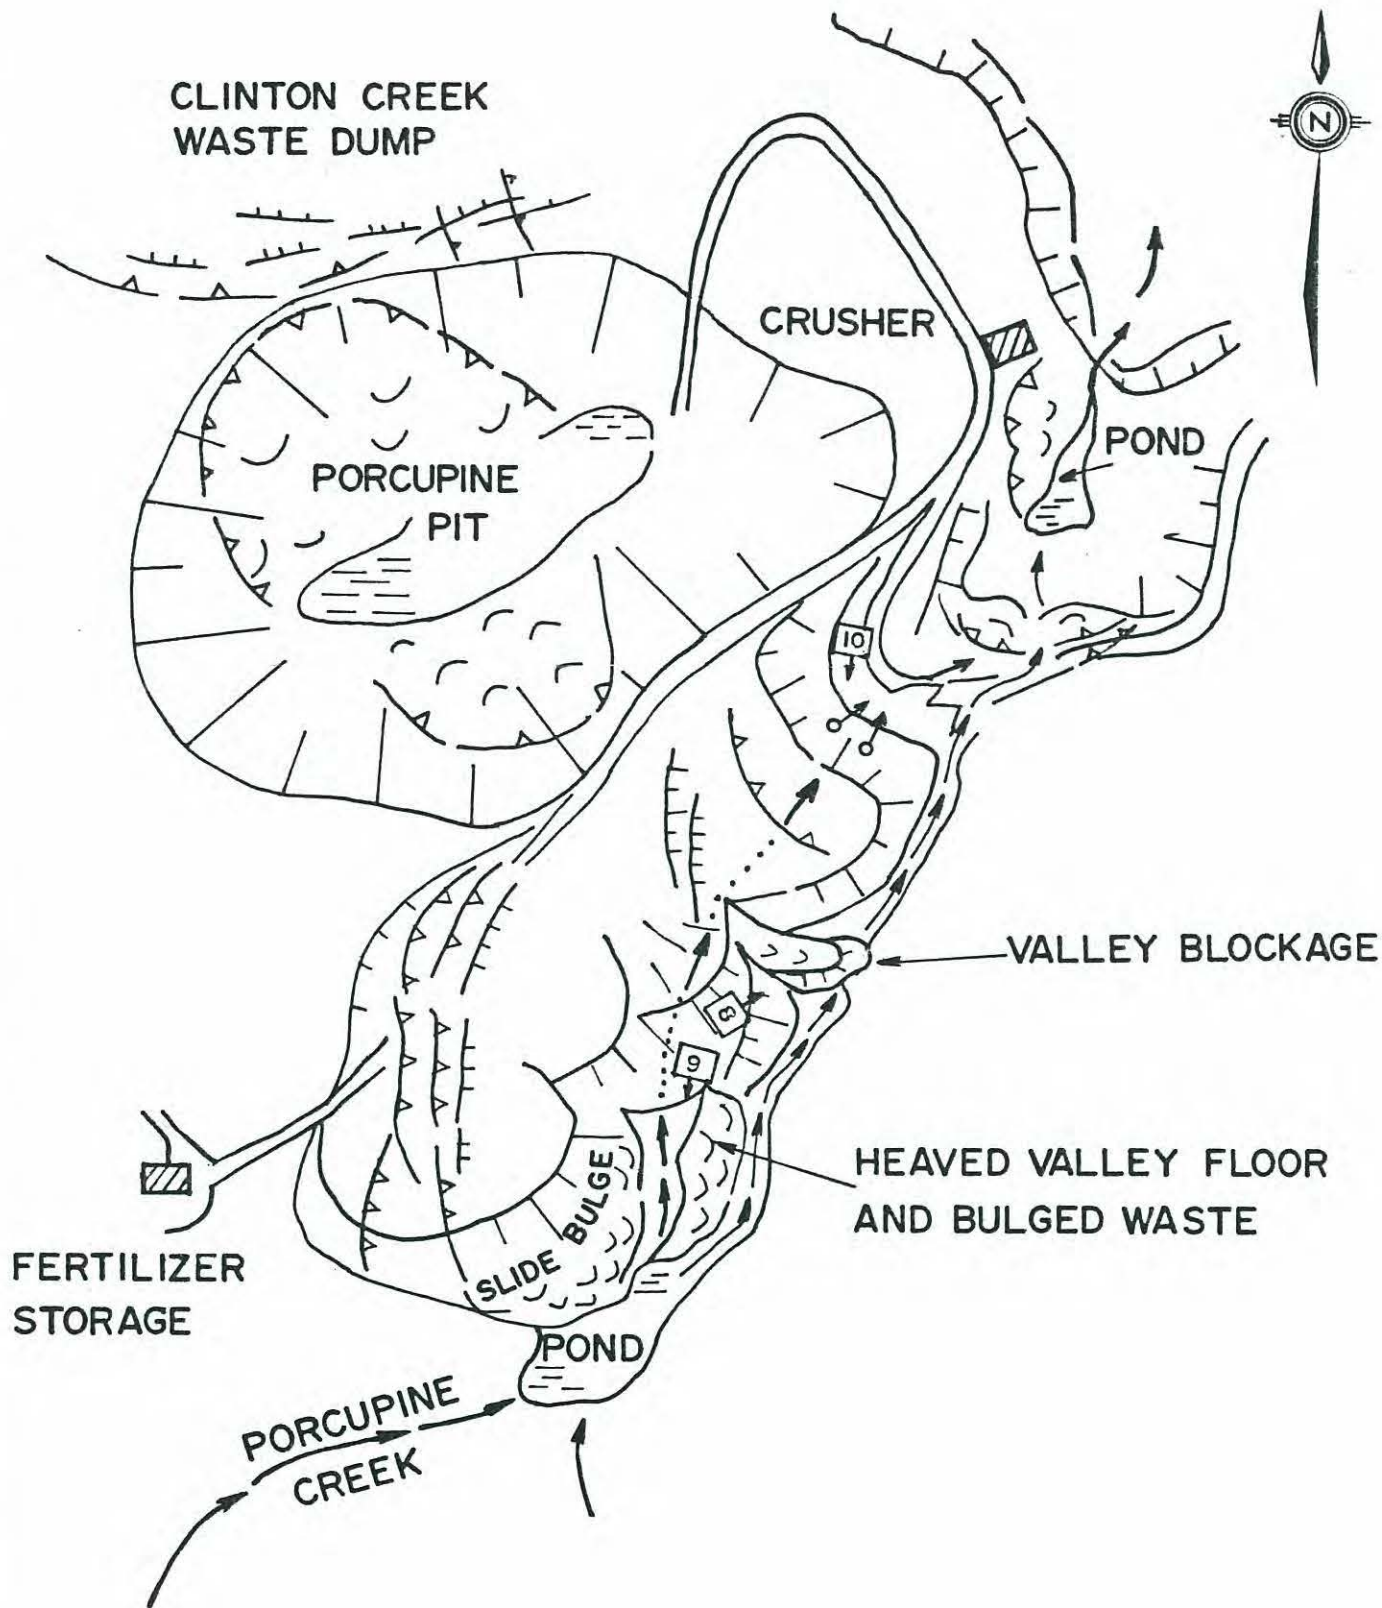 CLINTON CREEK
WASTE DUMP
N
CRUSHER
POND
PORCUPINE
PIT
10
VALLEY BLOCKAGE
8
9
HEAVED VALLEY FLOOR
AND BULGED WASTE
SLIDE BULGE
FERTILIZER
STORAGE
POND
PORCUPINE
CREEK